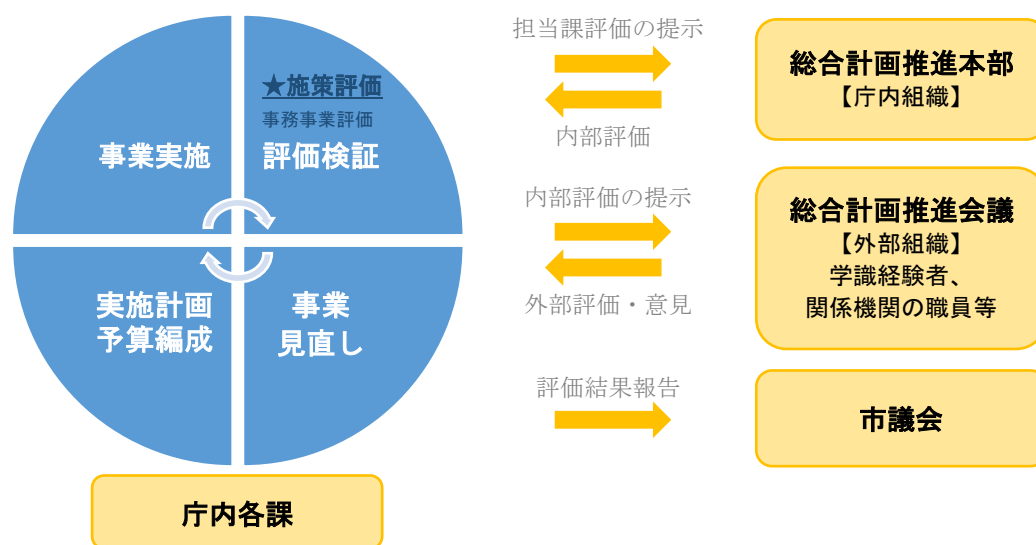 ★施策評価
事務事業評価
評価検証
事業実施
実施計画
予算編成
事業
見直し
庁内各課
担当課評価の提示
内部評価
内部評価の提示
外部評価・意見
評価結果報告
総合計画推進本部
【庁内組織】
総合計画推進会議
【外部組織】
学識経験者、
関係機関の職員等
市議会